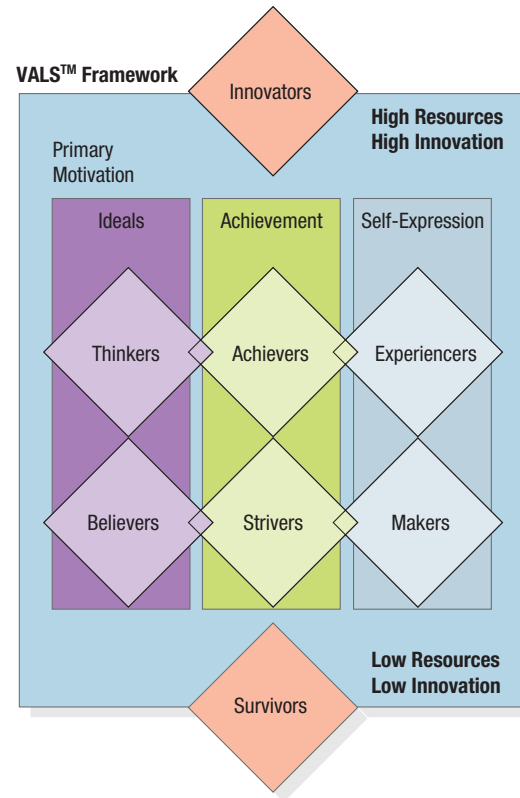 VALS™ Framework
Innovators
High Resources
High Innovation
Primary
Motivation
Ideals
Achievement
Self-Expression
Thinkers
Achievers
Experiencers
Believers
Strivers
Makers
Low Resources
Low Innovation
Survivors